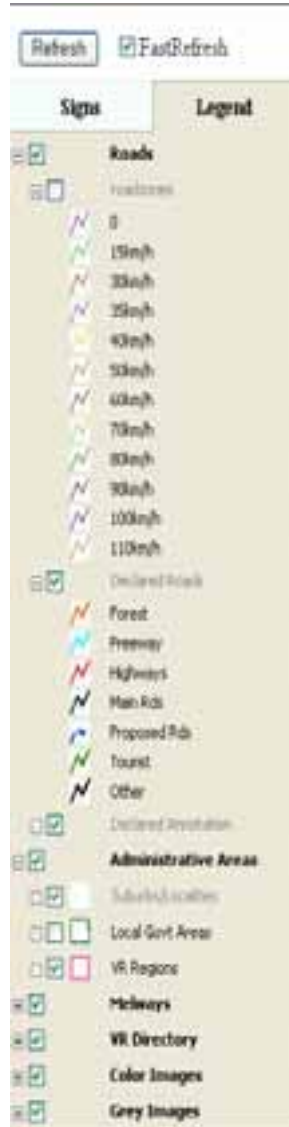 Refresh FastRefresh
Signs Legend
Roads
roadzones
0
15km/h
30km/h
35km/h
40km/h
50km/h
60km/h
70km/h
80km/h
90km/h
100km/h
110km/h
Declared Roads
Forest
Freeway
Highways
Main Rds
Proposed Rds
Tourist
Other
Declared Annotation
Administrative Areas
Suburbs/Localities
Local Govt Areas
VR Regions
Melways
VR Directory
Color Images
Grey Images